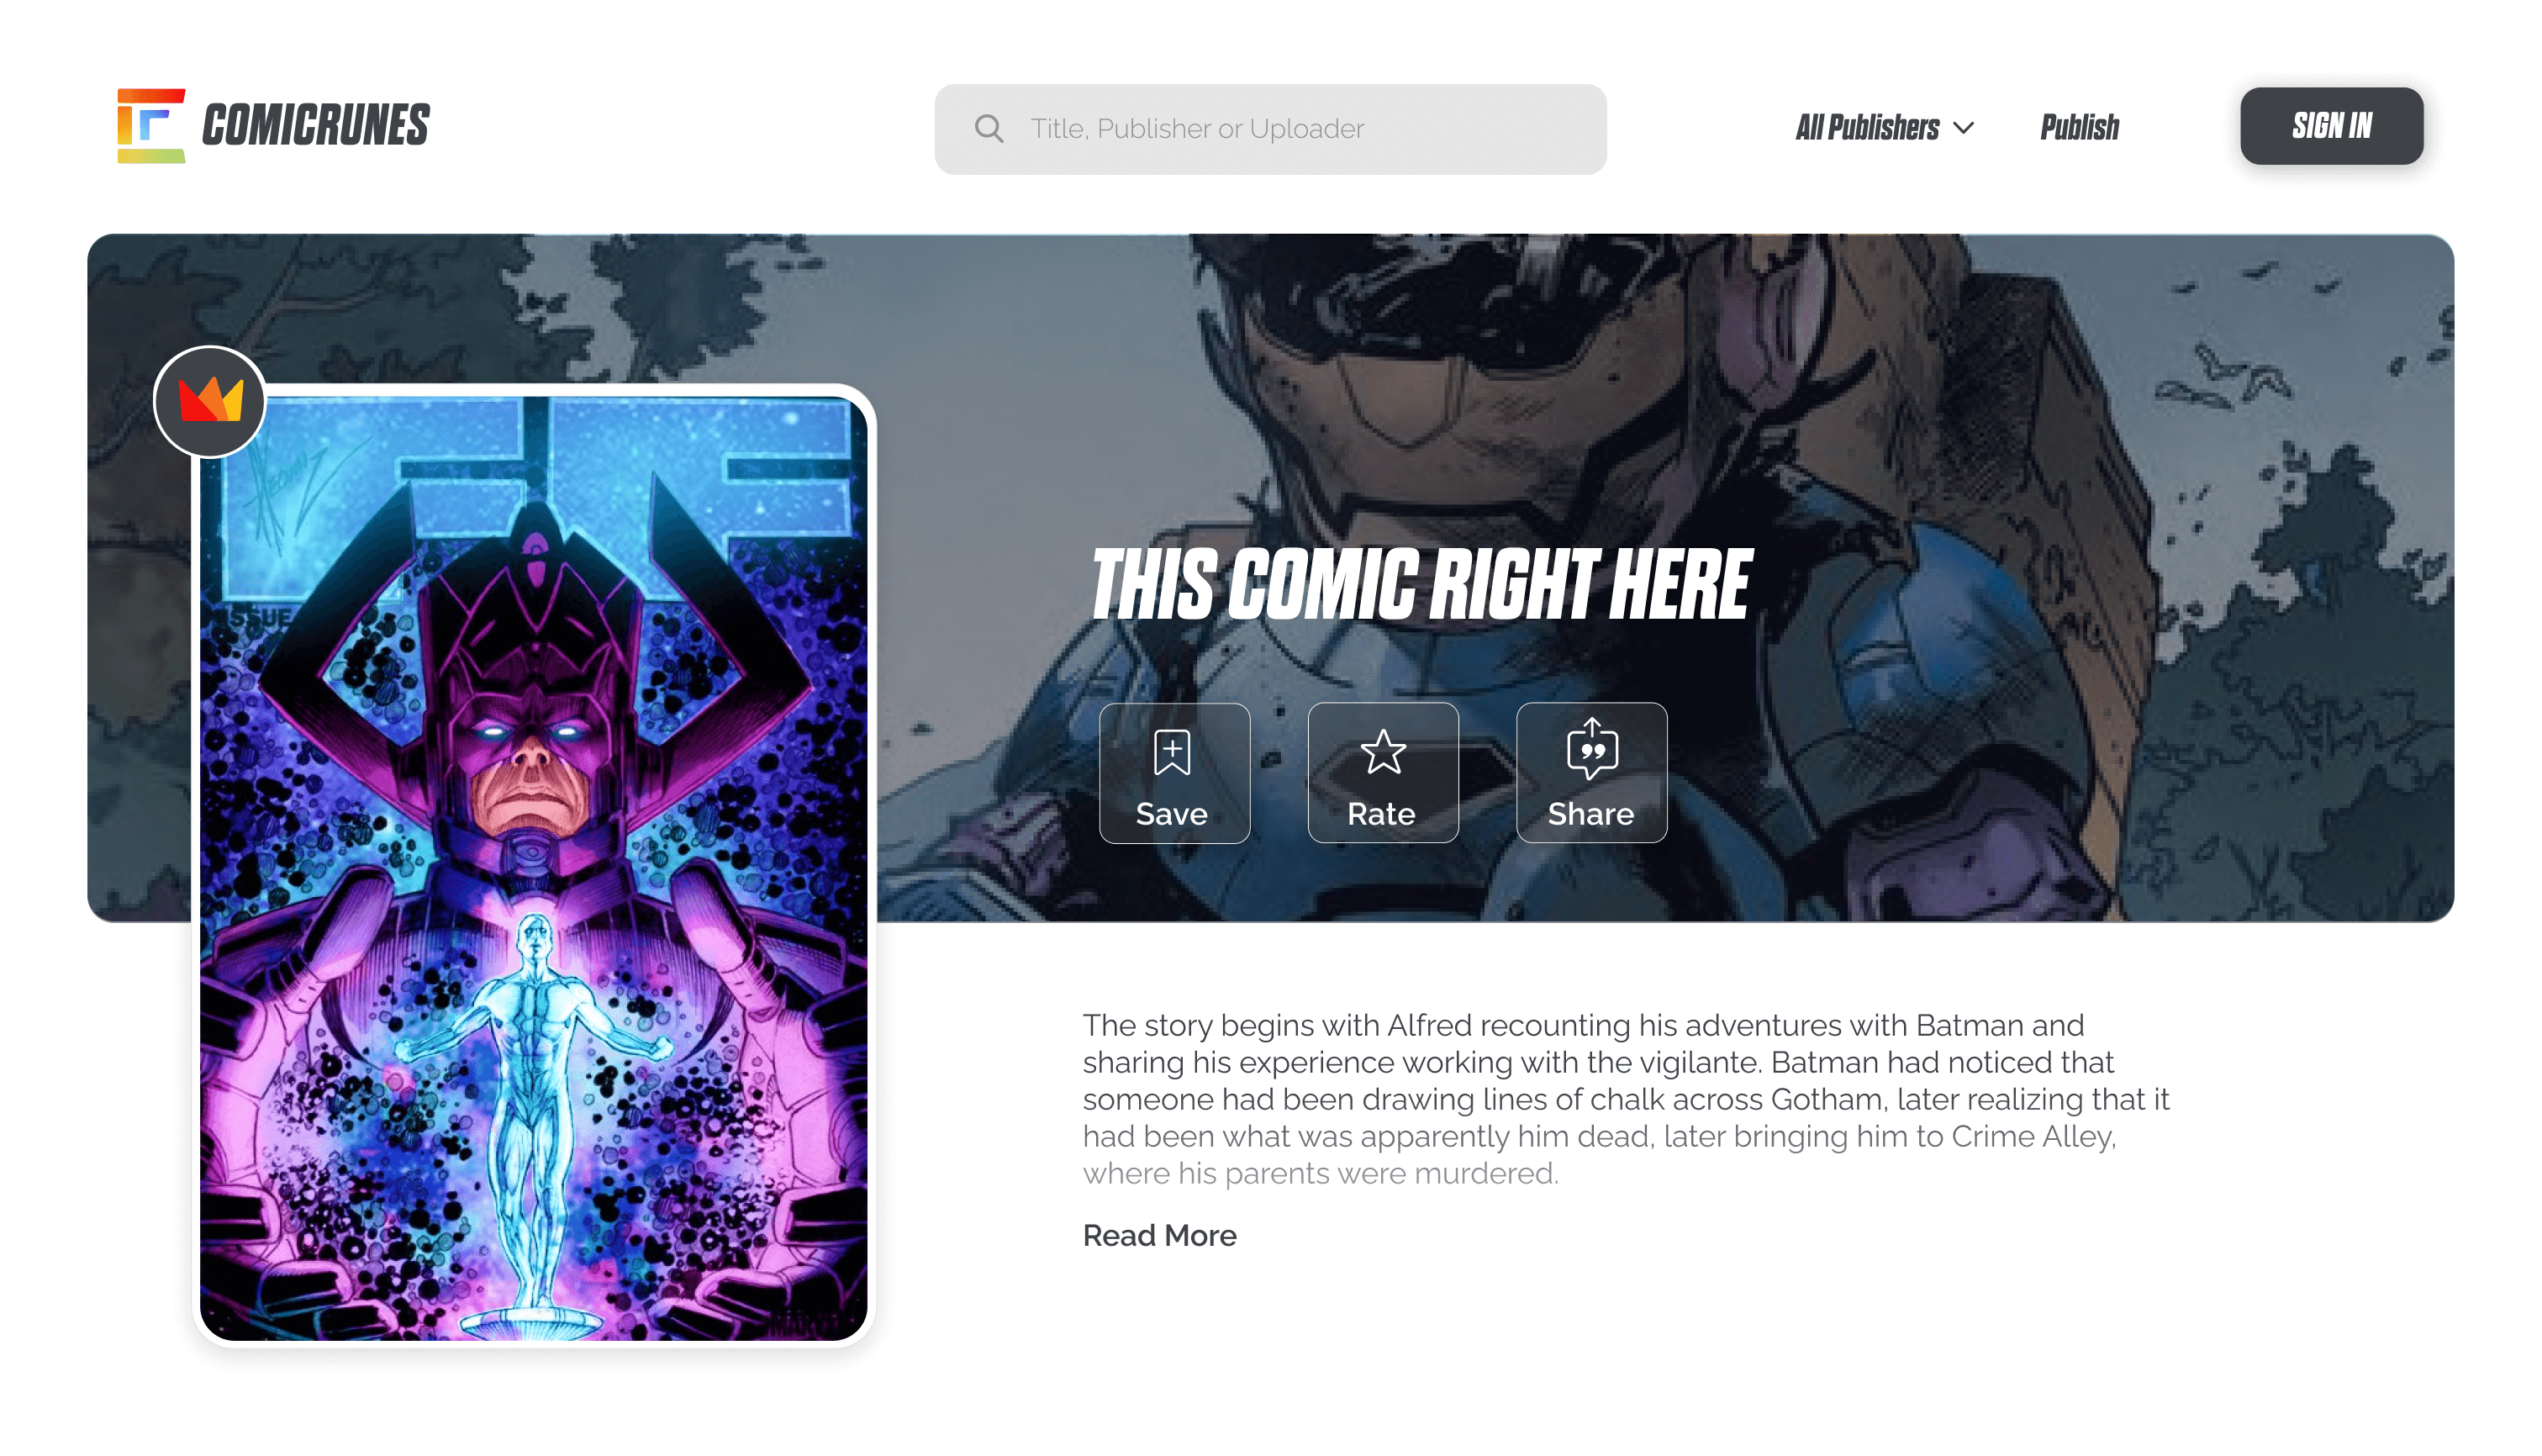 COMICRUNES
Title, Publisher or Uploader
All Publishers
Publish
SIGN IN
ISSUE
THIS COMIC RIGHT HERE
Save
Rate
Share
The story begins with Alfred recounting his adventures with Batman and
sharing his experience working with the vigilante. Batman had noticed that
someone had been drawing lines of chalk across Gotham, later realizing that it
had been what was apparently him dead, later bringing him to Crime Alley,
where his parents were murdered.
Read More